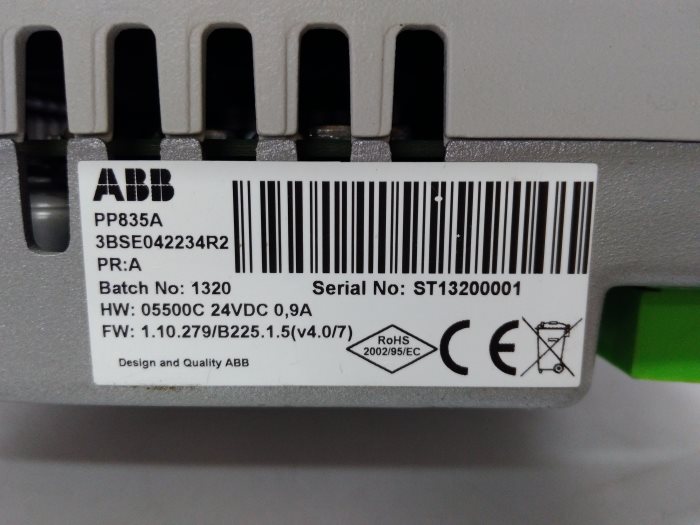 ABB
PP835A
3BSE042234R2
PR:A
Batch No: 1320 Serial No: ST13200001
HW: 05500C 24VDC 0,9A
FW: 1.10.279/B225.1.5(v4.0/7)
RoHS
2002/95/EC
CE
Design and Quality ABB